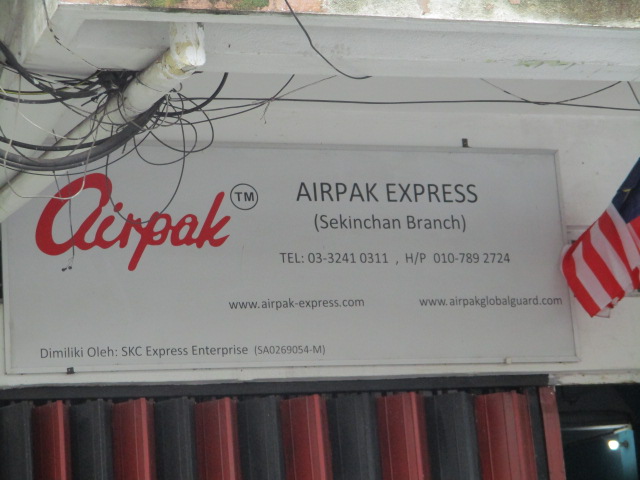 Airpak TM
AIRPAK EXPRESS
(Sekinchan Branch)
TEL: 03-3241 0311 , H/P 010-789 2724
www.airpak-express.com www.airpakglobalguard.com
Dimiliki Oleh: SKC Express Enterprise (SA0269054-M)